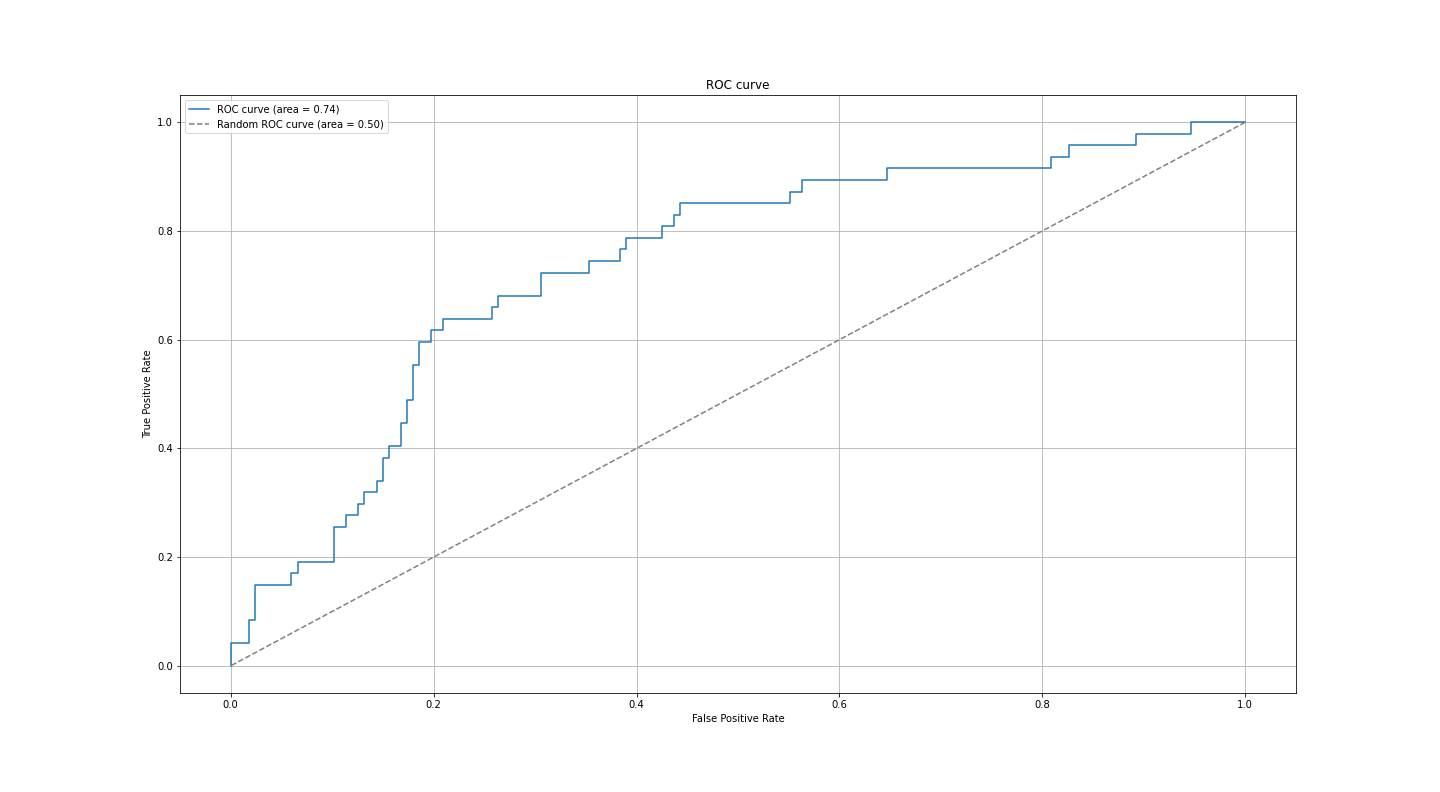 ROC curve
ROC curve (area = 0.74)
Random ROC curve (area = 0.50)
1.0
0.8
0.6
0.4
0.2
0.0
True Positive Rate
0.0 0.2 0.4 0.6 0.8 1.0
False Positive Rate